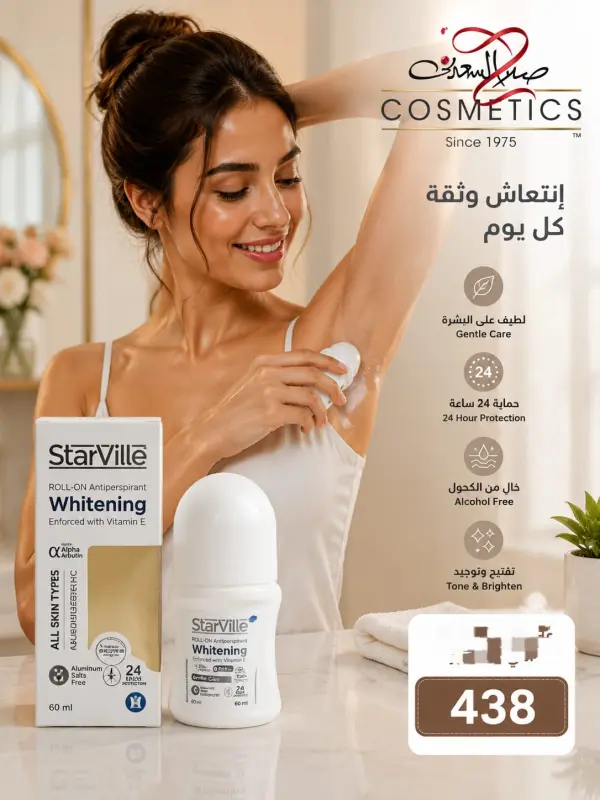 COSMETICS
TM
Since 1975
إنتعاش وثقة
كل يوم
لطيف على البشرة
Gentle Care
24
حماية 24 ساعة
24 Hour Protection
خالٍ من الكحول
Alcohol Free
تفتيح وتوحيد
Tone & Brighten
StarVille
ROLL-ON Antiperspirant
Whitening
Enforced with Vitamin E
α Alpha
Arbutin
ALL SKIN TYPES
Aluminum
Salts
Free
24
60 ml
StarVille
ROLL-ON Antiperspirant
Whitening
Enforced with Vitamin E
Gentle Care
24
60 ml
438